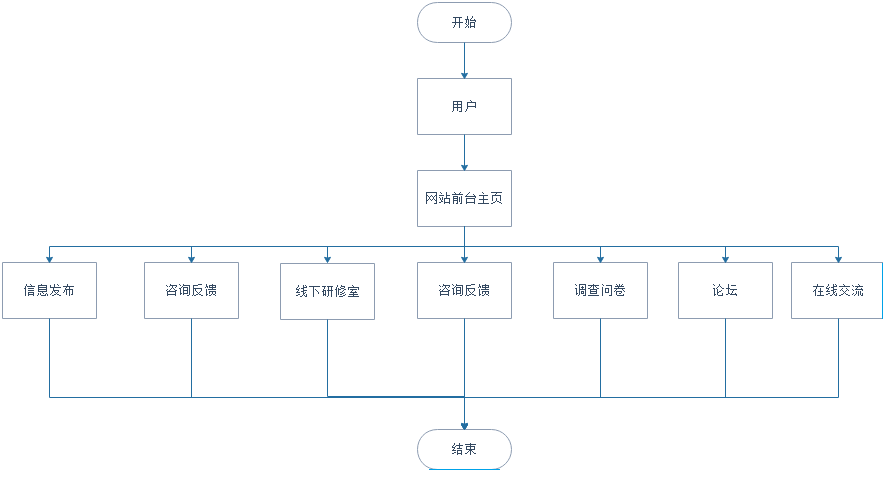 开始
用户
网站前台主页
信息发布
咨询反馈
线下研修室
咨询反馈
调查问卷
论坛
在线交流
结束